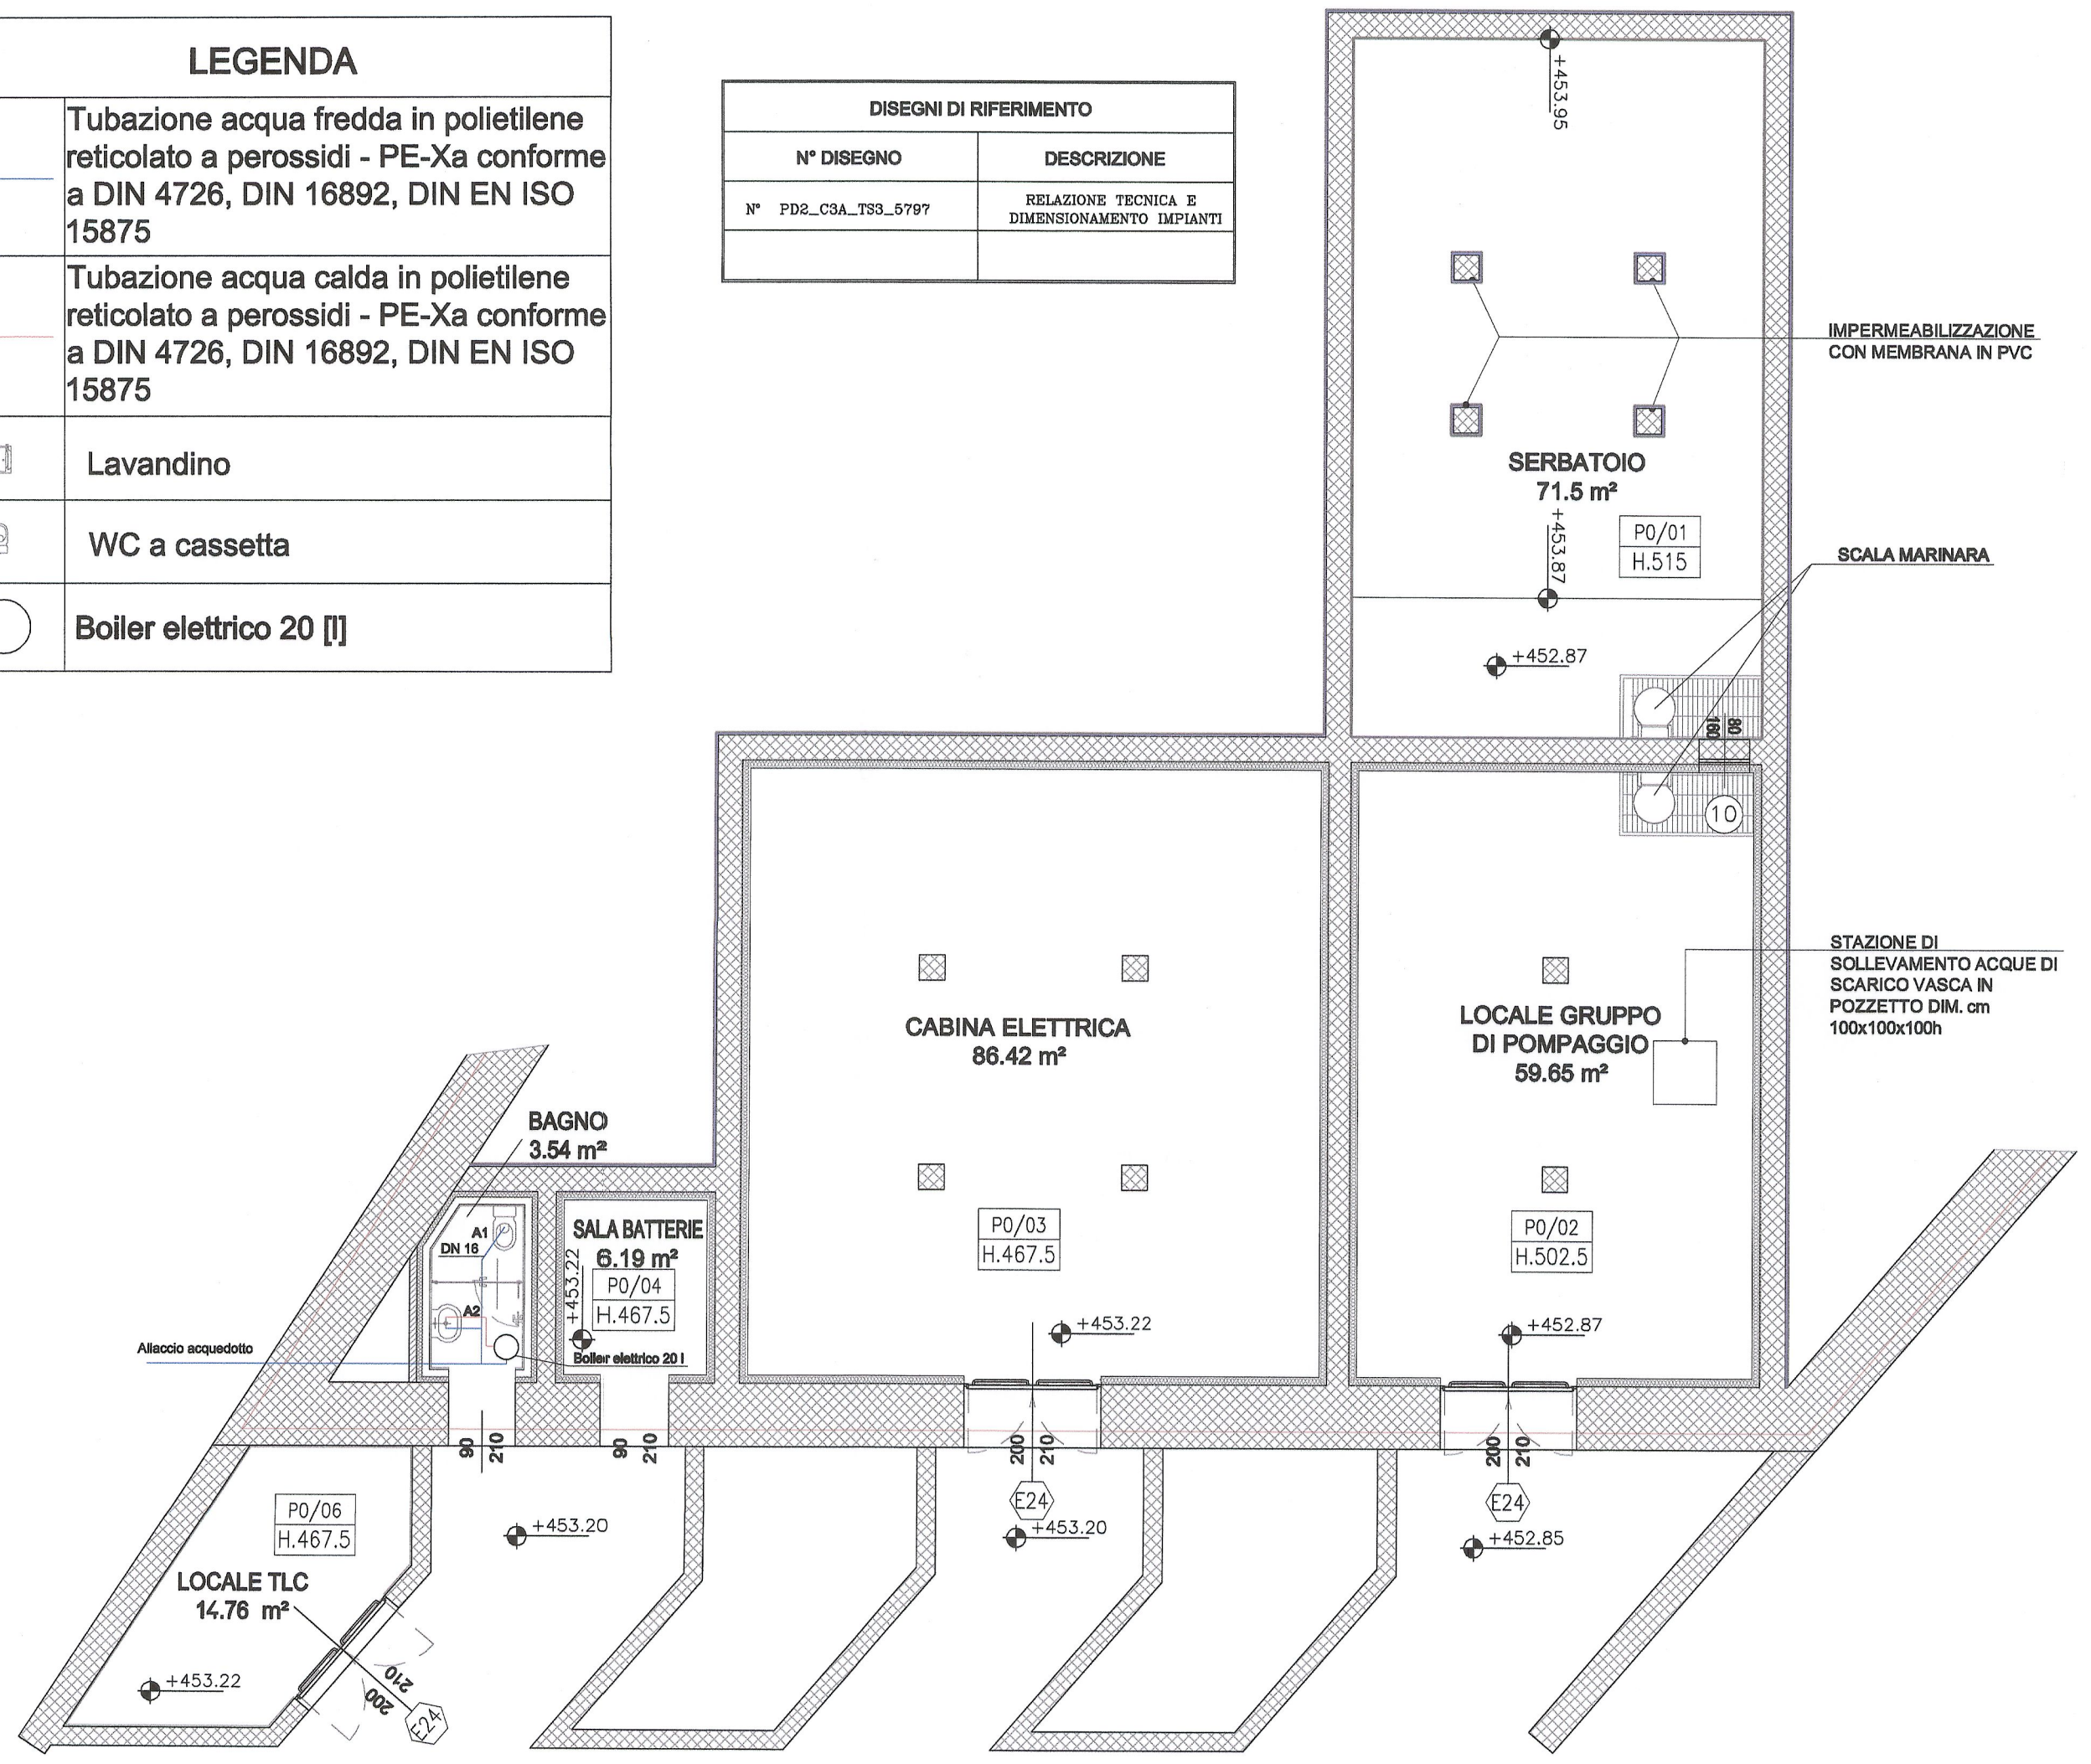 LEGENDA
Tubazione acqua fredda in polietilene
reticolato a perossidi - PE-Xa conforme
a DIN 4726, DIN 16892, DIN EN ISO
15875
Tubazione acqua calda in polietilene
reticolato a perossidi - PE-Xa conforme
a DIN 4726, DIN 16892, DIN EN ISO
15875
Lavandino
WC a cassetta
Boiler elettrico 20 [l]
DISEGNI DI RIFERIMENTO
N° DISEGNO
DESCRIZIONE
N° PD2_C3A_TS3_5797
RELAZIONE TECNICA E
DIMENSIONAMENTO IMPIANTI
+453.95
IMPERMEABILIZZAZIONE
CON MEMBRANA IN PVC
SERBATOIO
71.5 m²
+453.87
P0/01
H.515
SCALA MARINARA
+452.87
160
80
10
STAZIONE DI
SOLLEVAMENTO ACQUE DI
SCARICO VASCA IN
POZZETTO DIM. cm
100x100x100h
CABINA ELETTRICA
86.42 m²
LOCALE GRUPPO
DI POMPAGGIO
59.65 m²
P0/03
H.467.5
P0/02
H.502.5
+453.22
+452.87
BAGNO
3.54 m²
A1
DN 16
A2
SALA BATTERIE
6.19 m²
+453.22
P0/04
H.467.5
Boiler elettrico 20 l
Allaccio acquedotto
90
210
90
210
200
210
200
210
E24
E24
+453.20
+453.20
+452.85
P0/06
H.467.5
LOCALE TLC
14.76 m²
+453.22
210
200
E24